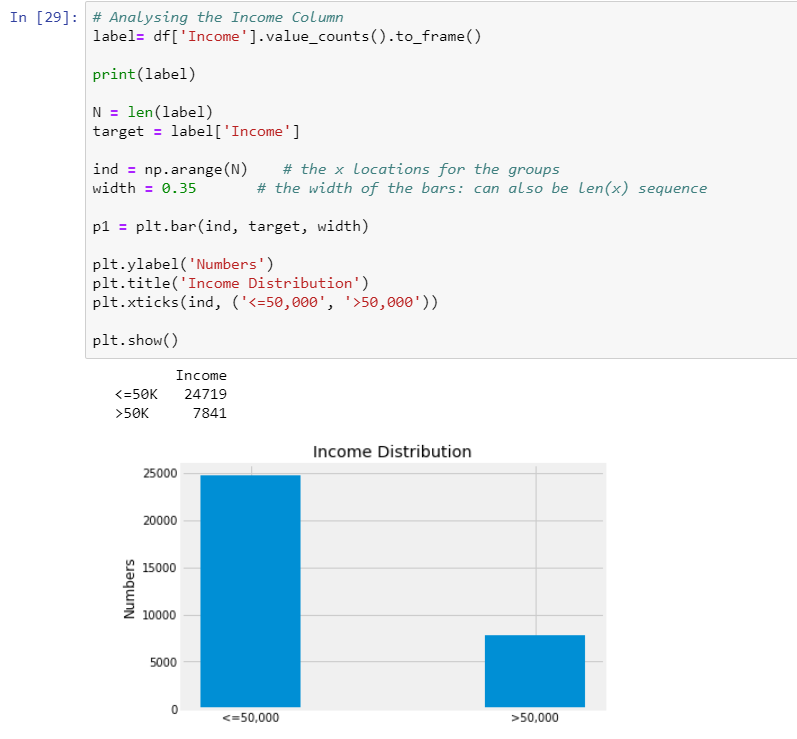 In [29]: # Analysing the Income Column
label= df['Income'].value_counts().to_frame()
print(label)
N = len(label)
target = label['Income']
ind = np.arange(N)    # the x locations for the groups
width = 0.35       # the width of the bars: can also be len(x) sequence
p1 = plt.bar(ind, target, width)
plt.ylabel('Numbers')
plt.title('Income Distribution')
plt.xticks(ind, ('<=50,000', '>50,000'))
plt.show()
Income
<=50K   24719
>50K     7841
Income Distribution
25000
20000
15000
10000
5000
0
Numbers
<=50,000
>50,000